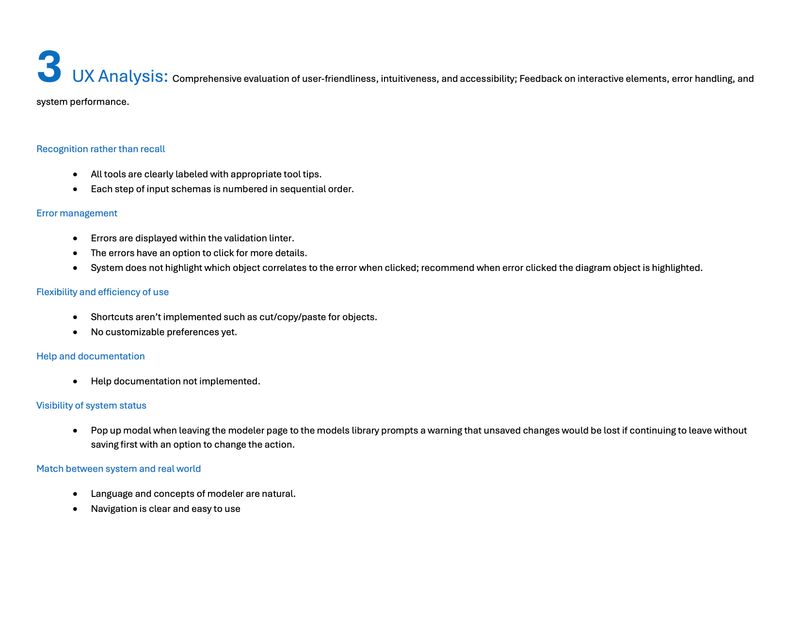 3 UX Analysis: Comprehensive evaluation of user-friendliness, intuitiveness, and accessibility; Feedback on interactive elements, error handling, and
system performance.
Recognition rather than recall
• All tools are clearly labeled with appropriate tool tips.
• Each step of input schemas is numbered in sequential order.
Error management
• Errors are displayed within the validation linter.
• The errors have an option to click for more details.
• System does not highlight which object correlates to the error when clicked; recommend when error clicked the diagram object is highlighted.
Flexibility and efficiency of use
• Shortcuts aren’t implemented such as cut/copy/paste for objects.
• No customizable preferences yet.
Help and documentation
• Help documentation not implemented.
Visibility of system status
• Pop up modal when leaving the modeler page to the models library prompts a warning that unsaved changes would be lost if continuing to leave without
saving first with an option to change the action.
Match between system and real world
• Language and concepts of modeler are natural.
• Navigation is clear and easy to use